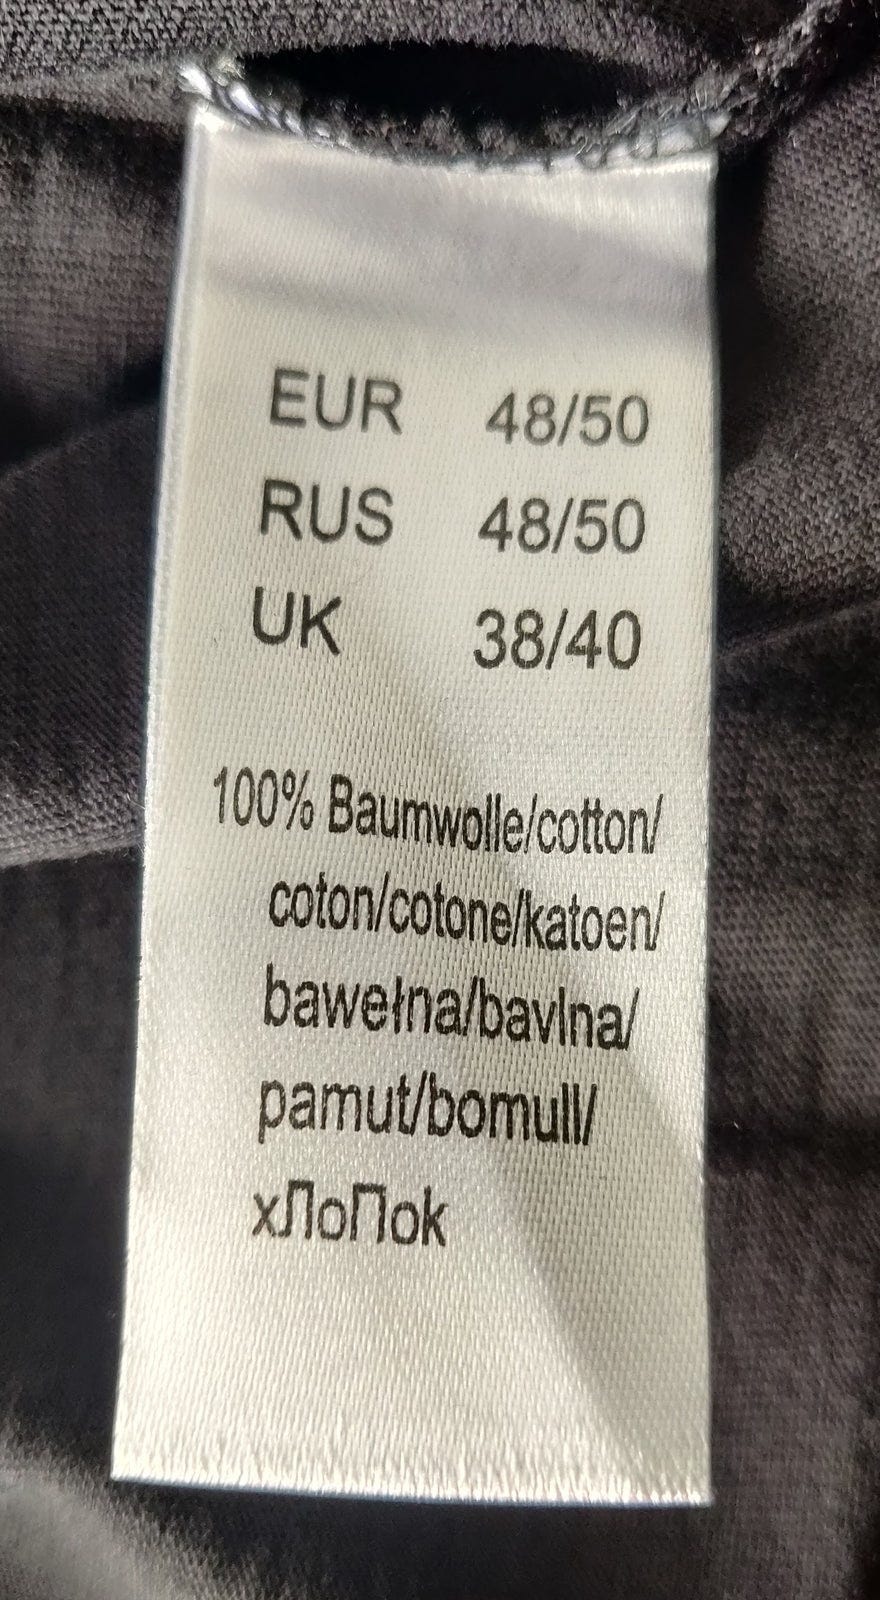 EUR 48/50
RUS 48/50
UK 38/40
100% Baumwolle/cotton/
coton/cotone/katoen/
bawełna/bavlna/
pamut/bomull/
хЛоПок